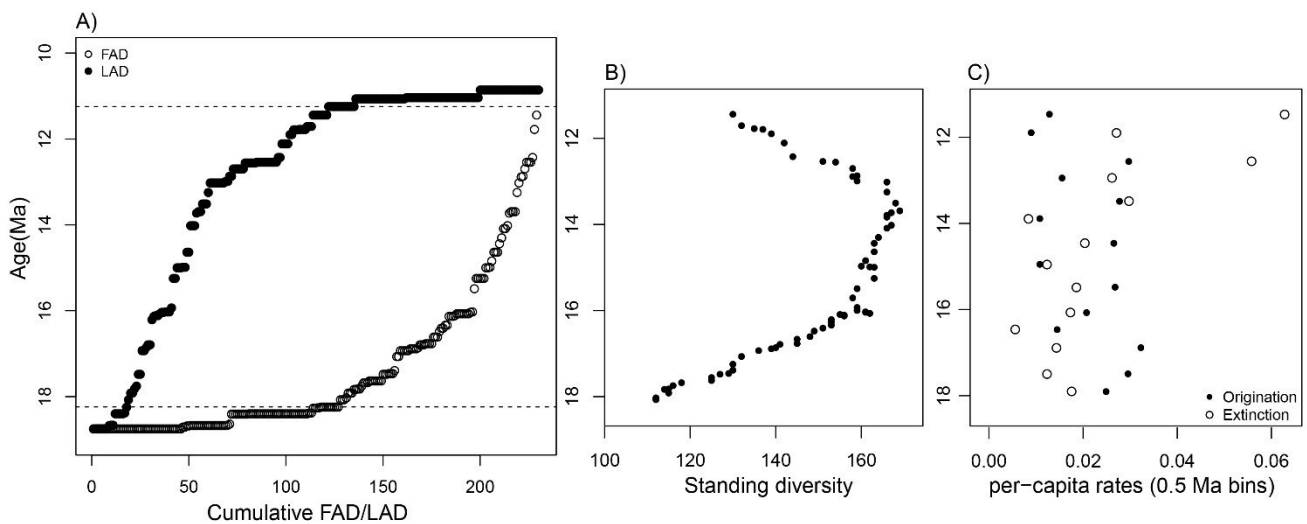 A)
FAD
LAD
Age(Ma)
10
12
14
16
18
0
50
100
150
200
Cumulative FAD/LAD
B)
12
14
16
18
100
120
140
160
Standing diversity
C)
12
14
16
18
Origination
Extinction
0.00
0.02
0.04
0.06
per−capita rates (0.5 Ma bins)